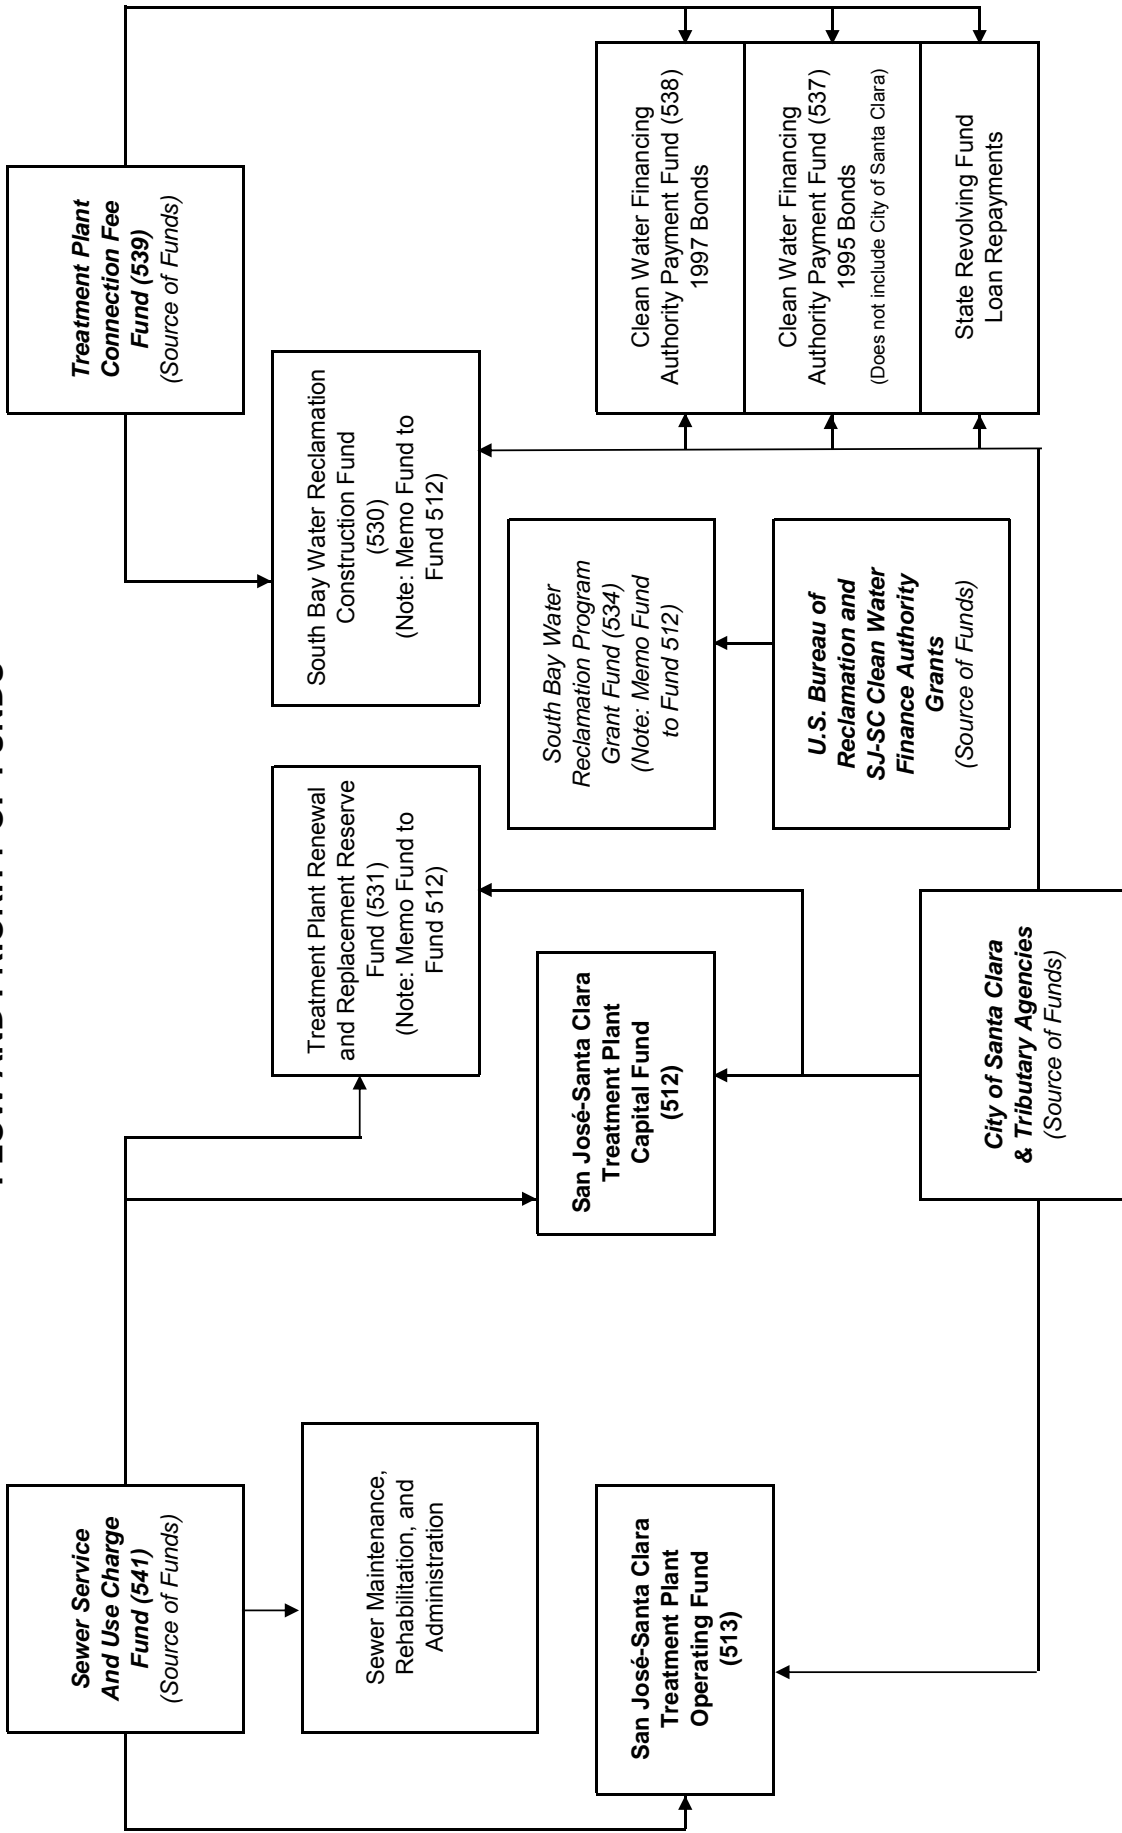 FLOW AND PRIORITY OF FUNDS
Sewer Service
And Use Charge
Fund (541)
(Source of Funds)
Treatment Plant
Connection Fee
Fund (539)
(Source of Funds)
Sewer Maintenance,
Rehabilitation, and
Administration
Treatment Plant Renewal
and Replacement Reserve
Fund (531)
(Note: Memo Fund to
Fund 512)
South Bay Water Reclamation
Construction Fund
(530)
(Note: Memo Fund to
Fund 512)
San José-Santa Clara
Treatment Plant
Operating Fund
(513)
San José-Santa Clara
Treatment Plant
Capital Fund
(512)
South Bay Water
Reclamation Program
Grant Fund (534)
(Note: Memo Fund
to Fund 512)
Clean Water Financing
Authority Payment Fund (538)
1997 Bonds
Clean Water Financing
Authority Payment Fund (537)
1995 Bonds
(Does not include City of Santa Clara)
State Revolving Fund
Loan Repayments
U.S. Bureau of
Reclamation and
SJ-SC Clean Water
Finance Authority
Grants
(Source of Funds)
City of Santa Clara
& Tributary Agencies
(Source of Funds)